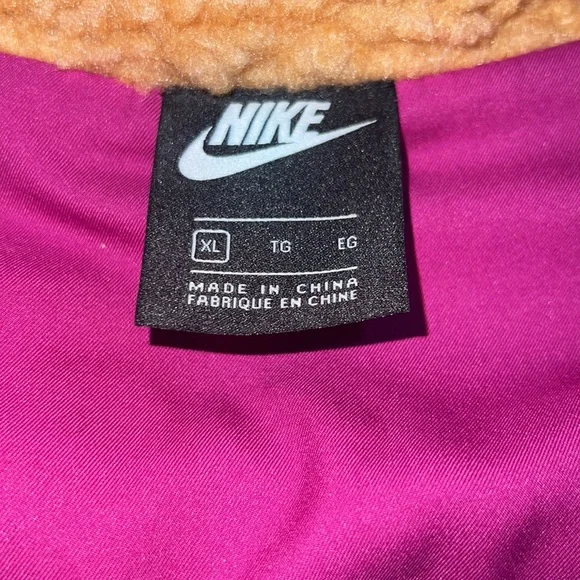 NIKE
XL TG EG
MADE IN CHINA
FABRIQUE EN CHINE